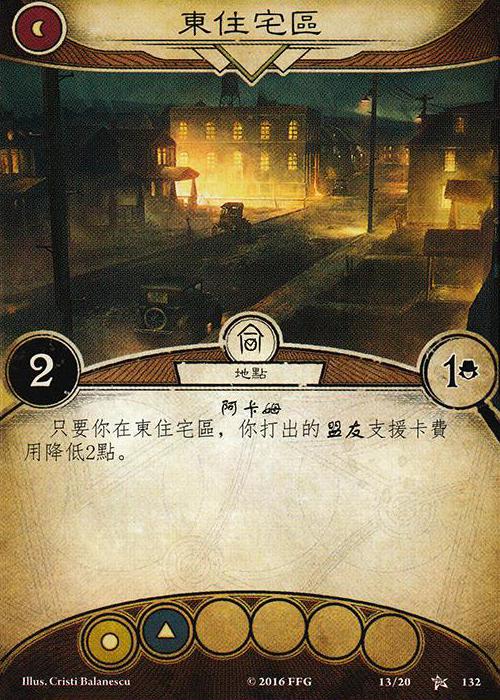 東住宅區
2
1
地點
阿卡姆
只要你在東住宅區，你打出的盟友支援卡費
用降低2點。
Illus. Cristi Balanescu
© 2016 FFG
13/20
132